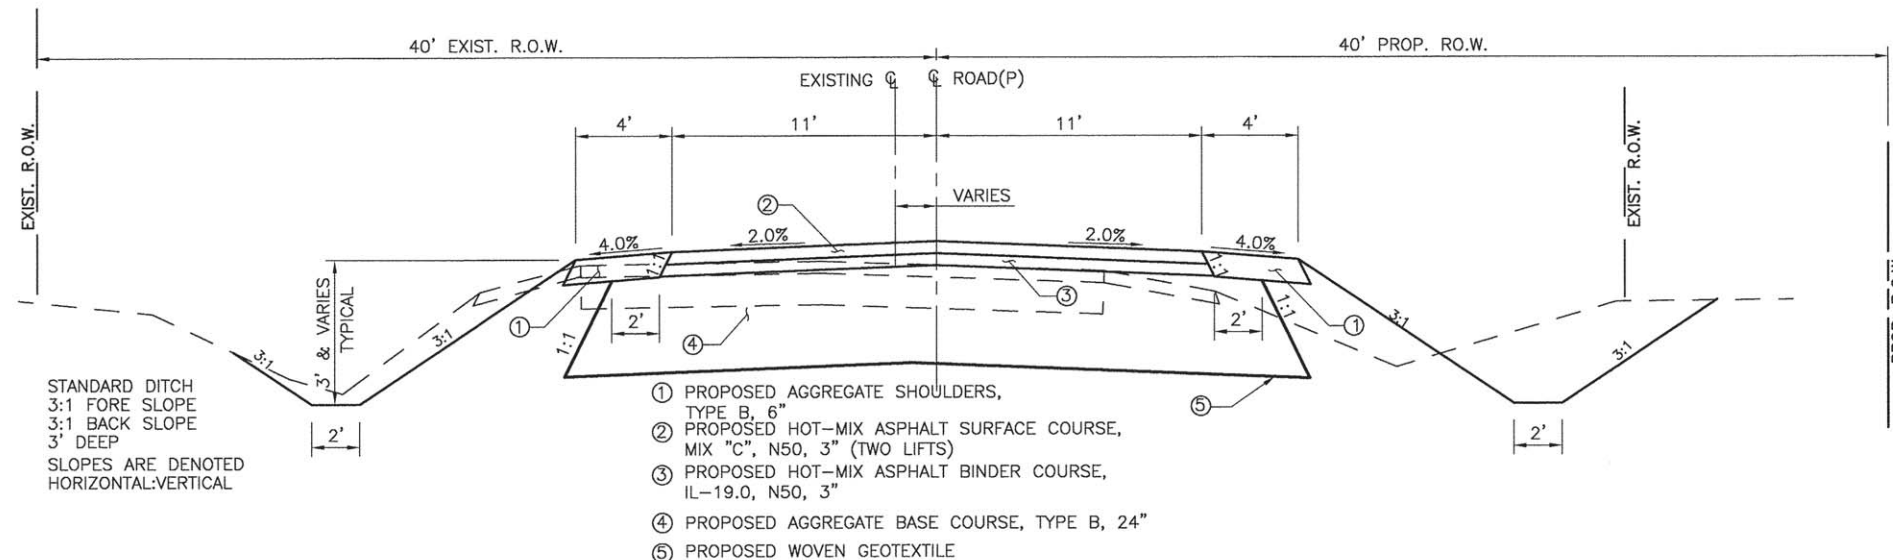 40' EXIST. R.O.W.
40' PROP. RO.W.
EXISTING ℄
℄ ROAD(P)
4'
11'
11'
4'
EXIST. R.O.W.
EXIST. R.O.W.
VARIES
②
4.0%
2.0%
2.0%
4.0%
1:1
1:1
3' & VARIES
TYPICAL
①
3:1
3:1
1:1
2'
④
③
2'
1:1
①
3:1
3:1
PROP. R.O.W.
⑤
2'
2'
STANDARD DITCH
3:1 FORE SLOPE
3:1 BACK SLOPE
3' DEEP
SLOPES ARE DENOTED
HORIZONTAL:VERTICAL
① PROPOSED AGGREGATE SHOULDERS,
TYPE B, 6"
② PROPOSED HOT-MIX ASPHALT SURFACE COURSE,
MIX "C", N50, 3" (TWO LIFTS)
③ PROPOSED HOT-MIX ASPHALT BINDER COURSE,
IL-19.0, N50, 3"
④ PROPOSED AGGREGATE BASE COURSE, TYPE B, 24"
⑤ PROPOSED WOVEN GEOTEXTILE